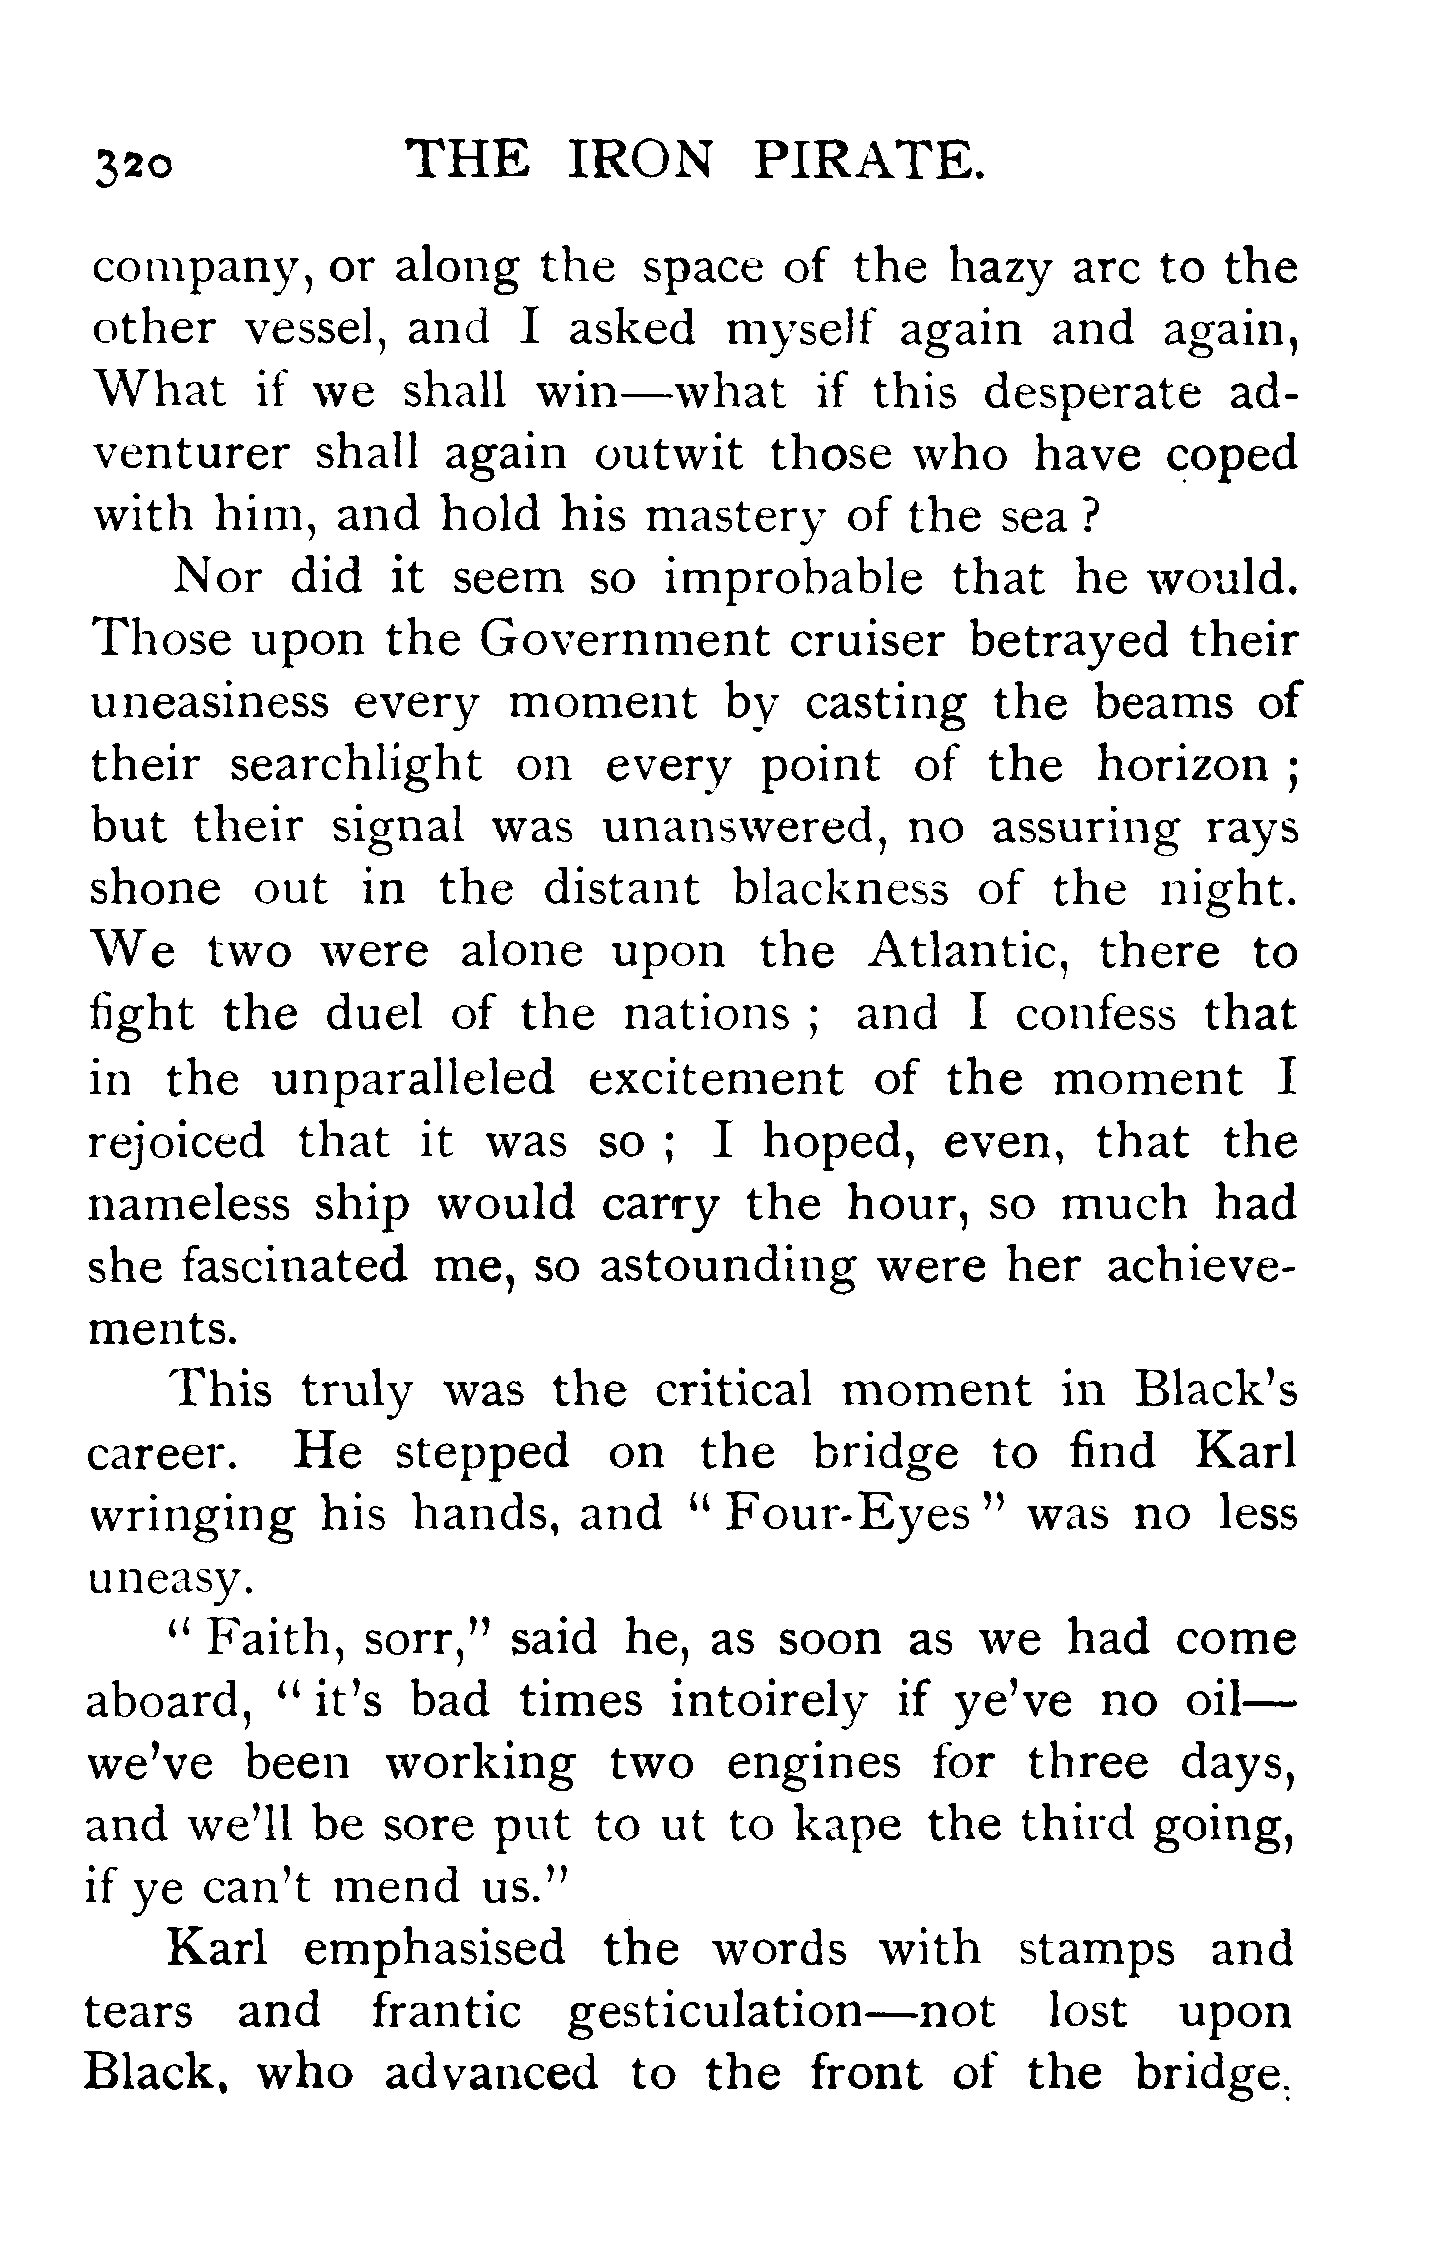 320 THE IRON PIRATE.
company, or along the space of the hazy arc to the
other vessel, and I asked myself again and again,
What if we shall win—what if this desperate ad-
venturer shall again outwit those who have coped
with him, and hold his mastery of the sea ?
Nor did it seem so improbable that he would.
Those upon the Government cruiser betrayed their
uneasiness every moment by casting the beams of
their searchlight on every point of the horizon ;
but their signal was unanswered, no assuring rays
shone out in the distant blackness of the night.
We two were alone upon the Atlantic, there to
fight the duel of the nations ; and I confess that
in the unparalleled excitement of the moment I
rejoiced that it was so ; I hoped, even, that the
nameless ship would carry the hour, so much had
she fascinated me, so astounding were her achieve-
ments.
This truly was the critical moment in Black's
career. He stepped on the bridge to find Karl
wringing his hands, and “ Four-Eyes ” was no less
uneasy.
“ Faith, sorr,” said he, as soon as we had come
aboard, “ it's bad times intoirely if ye've no oil—
we've been working two engines for three days,
and we'll be sore put to ut to kape the third going,
if ye can't mend us.”
Karl emphasised the words with stamps and
tears and frantic gesticulation—not lost upon
Black, who advanced to the front of the bridge.